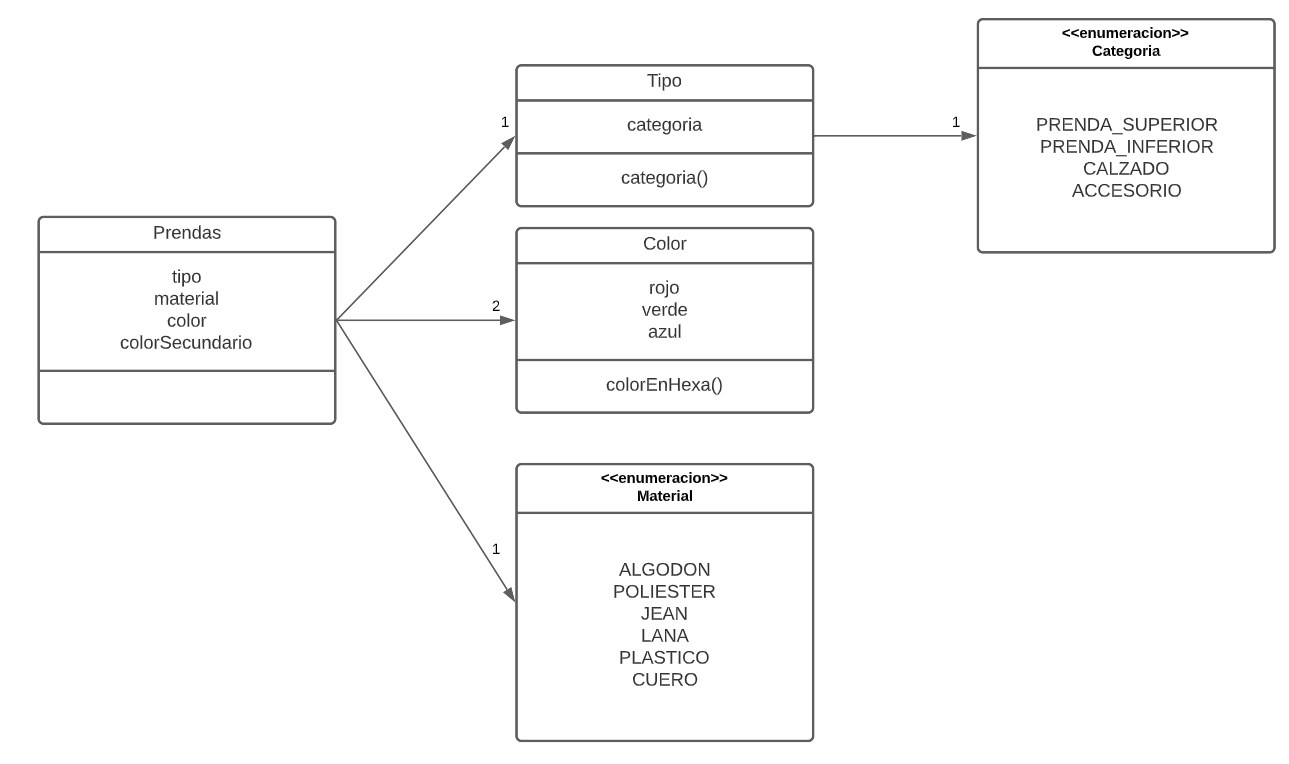 <<enumeracion>>
Categoria
PRENDA_SUPERIOR
PRENDA_INFERIOR
CALZADO
ACCESORIO
1
Tipo
categoria
categoria()
1
Prendas
tipo
material
color
colorSecundario
2
Color
rojo
verde
azul
colorEnHexa()
1
<<enumeracion>>
Material
ALGODON
POLIESTER
JEAN
LANA
PLASTICO
CUERO